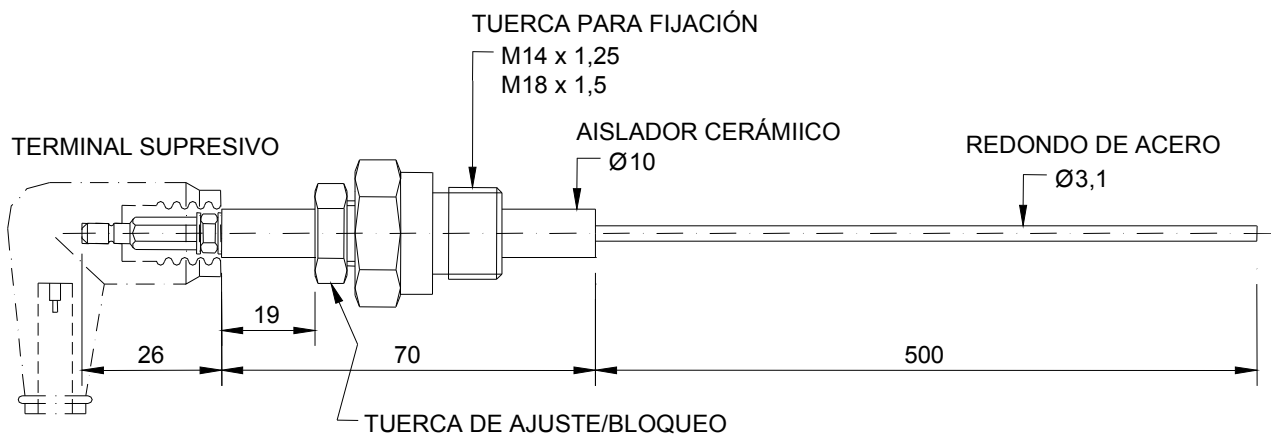 TUERCA PARA FIJACIÓN
M14 x 1,25
M18 x 1,5
AISLADOR CERÁMIICO
Ø10
REDONDO DE ACERO
Ø3,1
TERMINAL SUPRESIVO
19
26
70
500
TUERCA DE AJUSTE/BLOQUEO